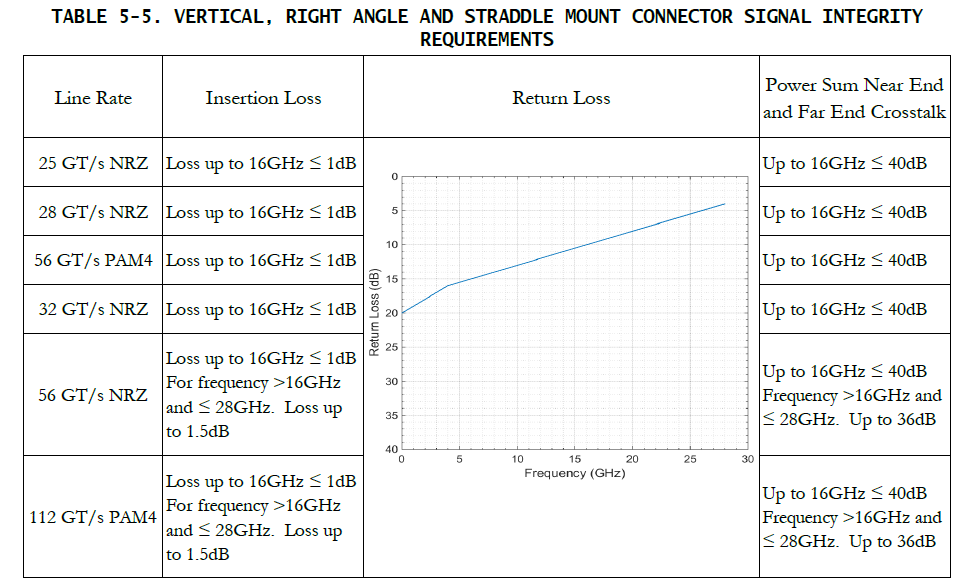 TABLE 5-5. VERTICAL, RIGHT ANGLE AND STRADDLE MOUNT CONNECTOR SIGNAL INTEGRITY
REQUIREMENTS
Line Rate
Insertion Loss
Return Loss
Power Sum Near End
and Far End Crosstalk
25 GT/s NRZ
Loss up to 16GHz ≤ 1dB
Up to 16GHz ≤ 40dB
28 GT/s NRZ
Loss up to 16GHz ≤ 1dB
Up to 16GHz ≤ 40dB
56 GT/s PAM4
Loss up to 16GHz ≤ 1dB
Up to 16GHz ≤ 40dB
32 GT/s NRZ
Loss up to 16GHz ≤ 1dB
Up to 16GHz ≤ 40dB
56 GT/s NRZ
Loss up to 16GHz ≤ 1dB
For frequency >16GHz
and ≤ 28GHz. Loss up
to 1.5dB
Up to 16GHz ≤ 40dB
Frequency >16GHz and
≤ 28GHz. Up to 36dB
112 GT/s PAM4
Loss up to 16GHz ≤ 1dB
For frequency >16GHz
and ≤ 28GHz. Loss up
to 1.5dB
Up to 16GHz ≤ 40dB
Frequency >16GHz and
≤ 28GHz. Up to 36dB
Return Loss (dB)
0
5
10
15
20
25
30
35
40
0 5 10 15 20 25 30
Frequency (GHz)